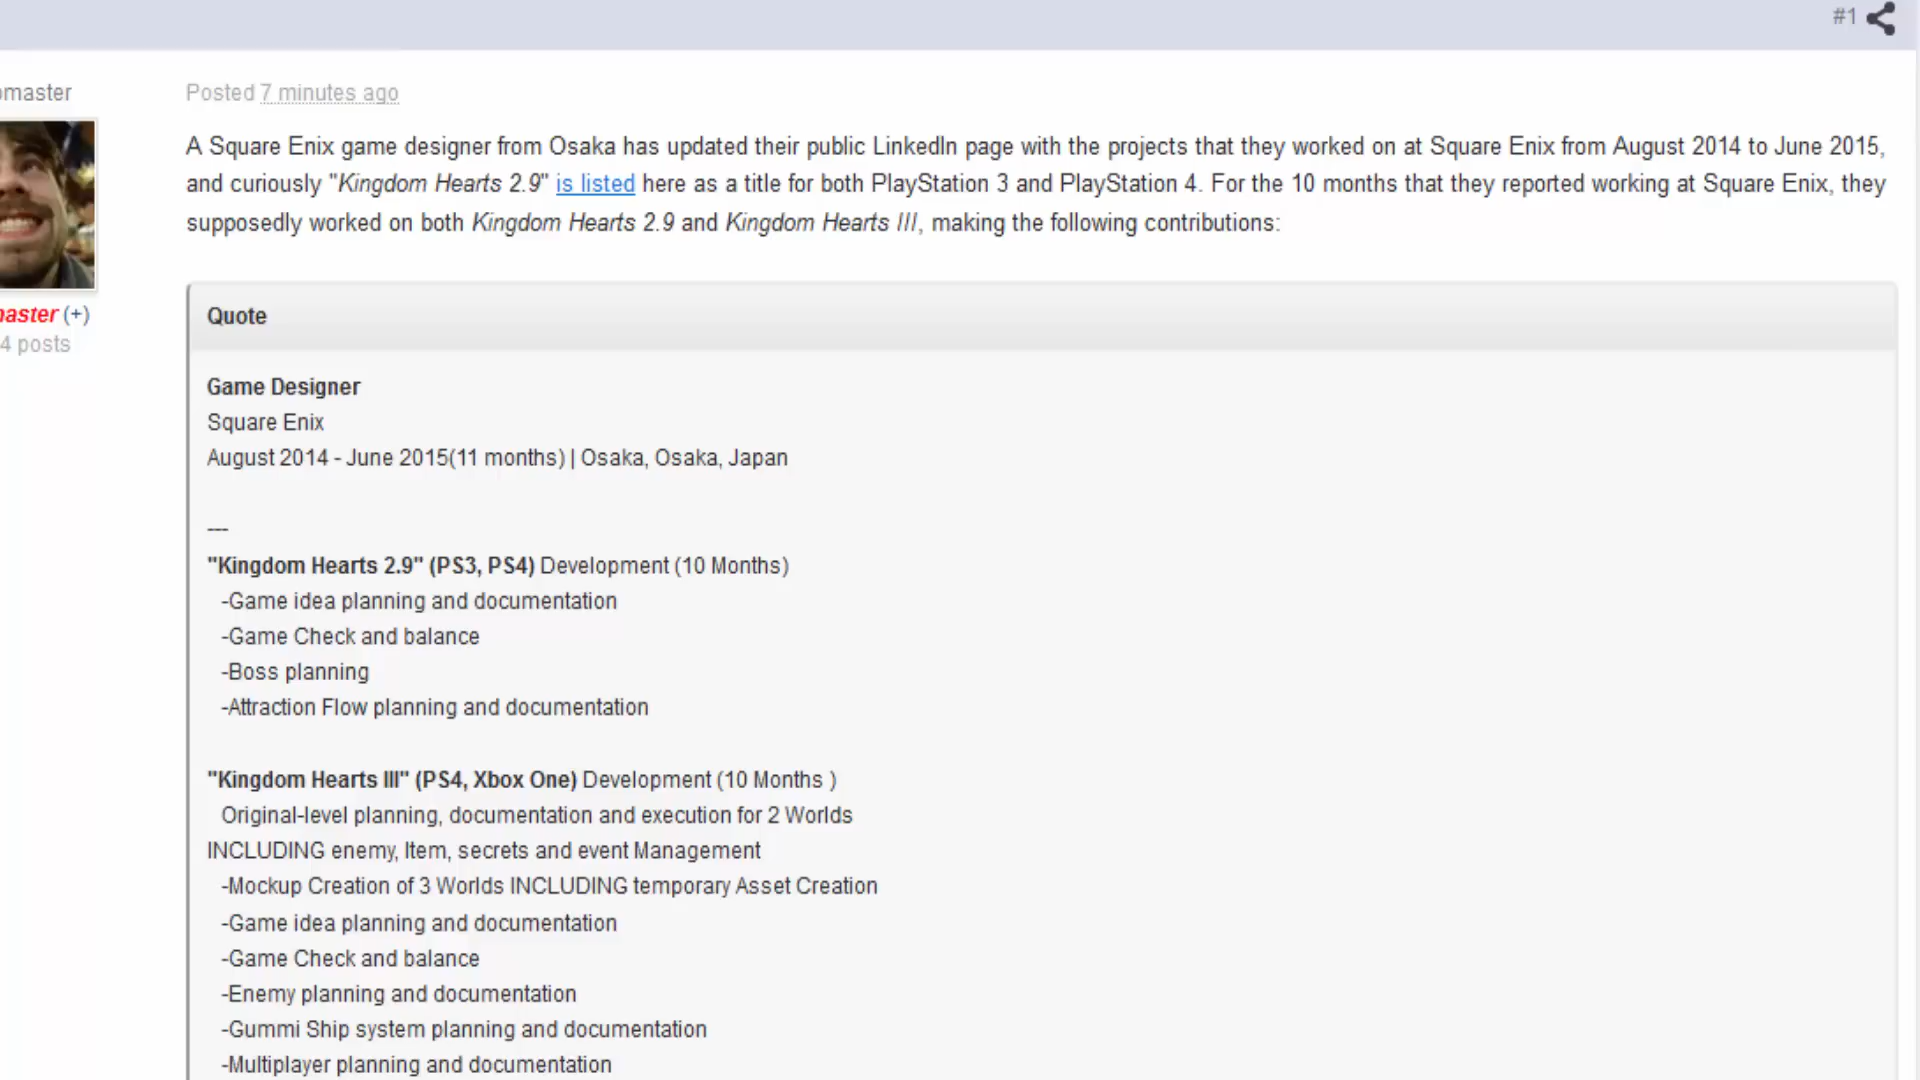 #1
Posted 7 minutes ago
A Square Enix game designer from Osaka has updated their public LinkedIn page with the projects that they worked on at Square Enix from August 2014 to June 2015,
and curiously "Kingdom Hearts 2.9" is listed here as a title for both PlayStation 3 and PlayStation 4. For the 10 months that they reported working at Square Enix, they
supposedly worked on both Kingdom Hearts 2.9 and Kingdom Hearts III, making the following contributions:
master (+)
4 posts
Quote
Game Designer
Square Enix
August 2014 - June 2015(11 months) | Osaka, Osaka, Japan
---
"Kingdom Hearts 2.9" (PS3, PS4) Development (10 Months)
-Game idea planning and documentation
-Game Check and balance
-Boss planning
-Attraction Flow planning and documentation
"Kingdom Hearts III" (PS4, Xbox One) Development (10 Months )
Original-level planning, documentation and execution for 2 Worlds
INCLUDING enemy, Item, secrets and event Management
-Mockup Creation of 3 Worlds INCLUDING temporary Asset Creation
-Game idea planning and documentation
-Game Check and balance
-Enemy planning and documentation
-Gummi Ship system planning and documentation
-Multiplayer planning and documentation